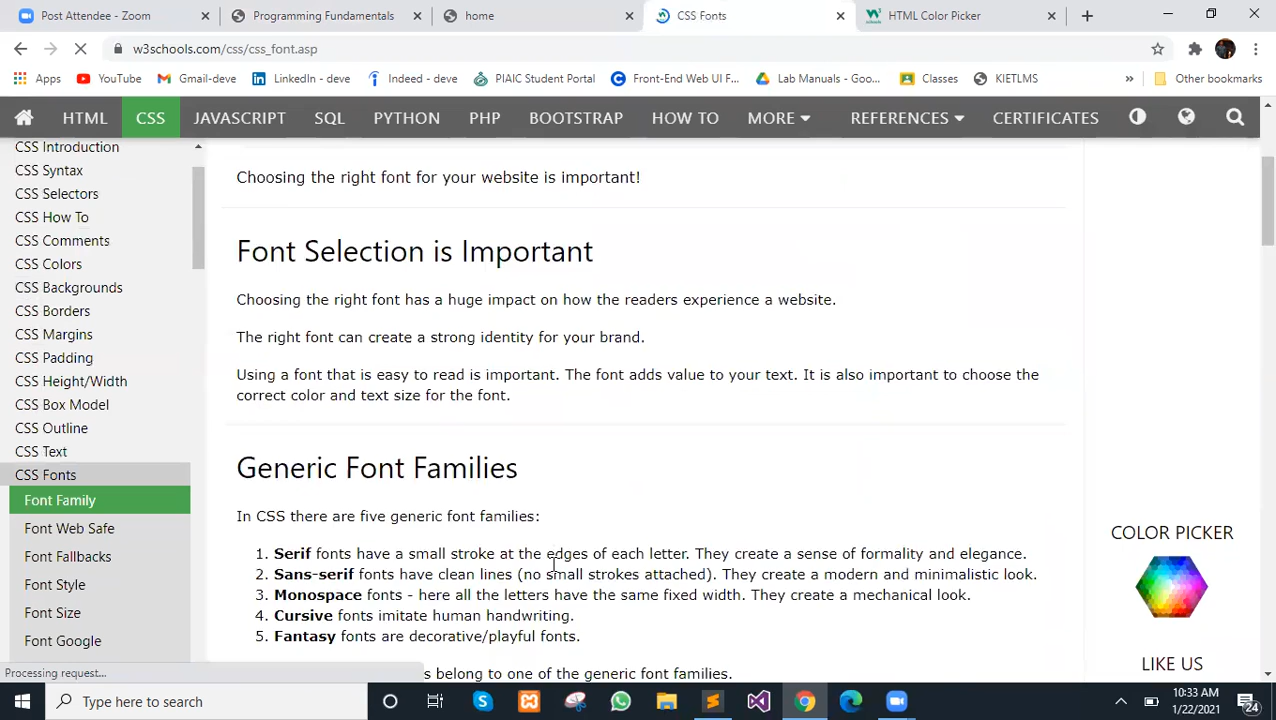 Post Attendee - Zoom
Programming Fundamentals
home
CSS Fonts
HTML Color Picker
w3schools.com/css/css_font.asp
Apps
YouTube
Gmail-deve
LinkedIn - deve
Indeed - deve
PIAIC Student Portal
Front-End Web UI F...
Lab Manuals - Goo...
Classes
KIETLMS
»
Other bookmarks
HTML
CSS
JAVASCRIPT
SQL
PYTHON
PHP
BOOTSTRAP
HOW TO
MORE
REFERENCES
CERTIFICATES
CSS Introduction
CSS Syntax
CSS Selectors
CSS How To
CSS Comments
CSS Colors
CSS Backgrounds
CSS Borders
CSS Margins
CSS Padding
CSS Height/Width
CSS Box Model
CSS Outline
CSS Text
CSS Fonts
Font Family
Font Web Safe
Font Fallbacks
Font Style
Font Size
Font Google
Choosing the right font for your website is important!
Font Selection is Important
Choosing the right font has a huge impact on how the readers experience a website.
The right font can create a strong identity for your brand.
Using a font that is easy to read is important. The font adds value to your text. It is also important to choose the
correct color and text size for the font.
Generic Font Families
In CSS there are five generic font families:
1. Serif fonts have a small stroke at the edges of each letter. They create a sense of formality and elegance.
2. Sans-serif fonts have clean lines (no small strokes attached). They create a modern and minimalistic look.
3. Monospace fonts - here all the letters have the same fixed width. They create a mechanical look.
4. Cursive fonts imitate human handwriting.
5. Fantasy fonts are decorative/playful fonts.
s belong to one of the generic font families.
COLOR PICKER
LIKE US
Processing request...
Type here to search
10:33 AM
1/22/2021
24